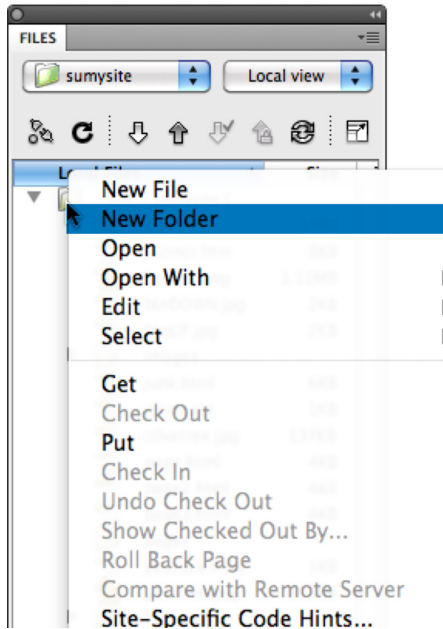 FILES
sumysite Local view
New File
New Folder
Open
Open With
Edit
Select
Get
Check Out
Put
Check In
Undo Check Out
Show Checked Out By...
Roll Back Page
Compare with Remote Server
Site-Specific Code Hints...